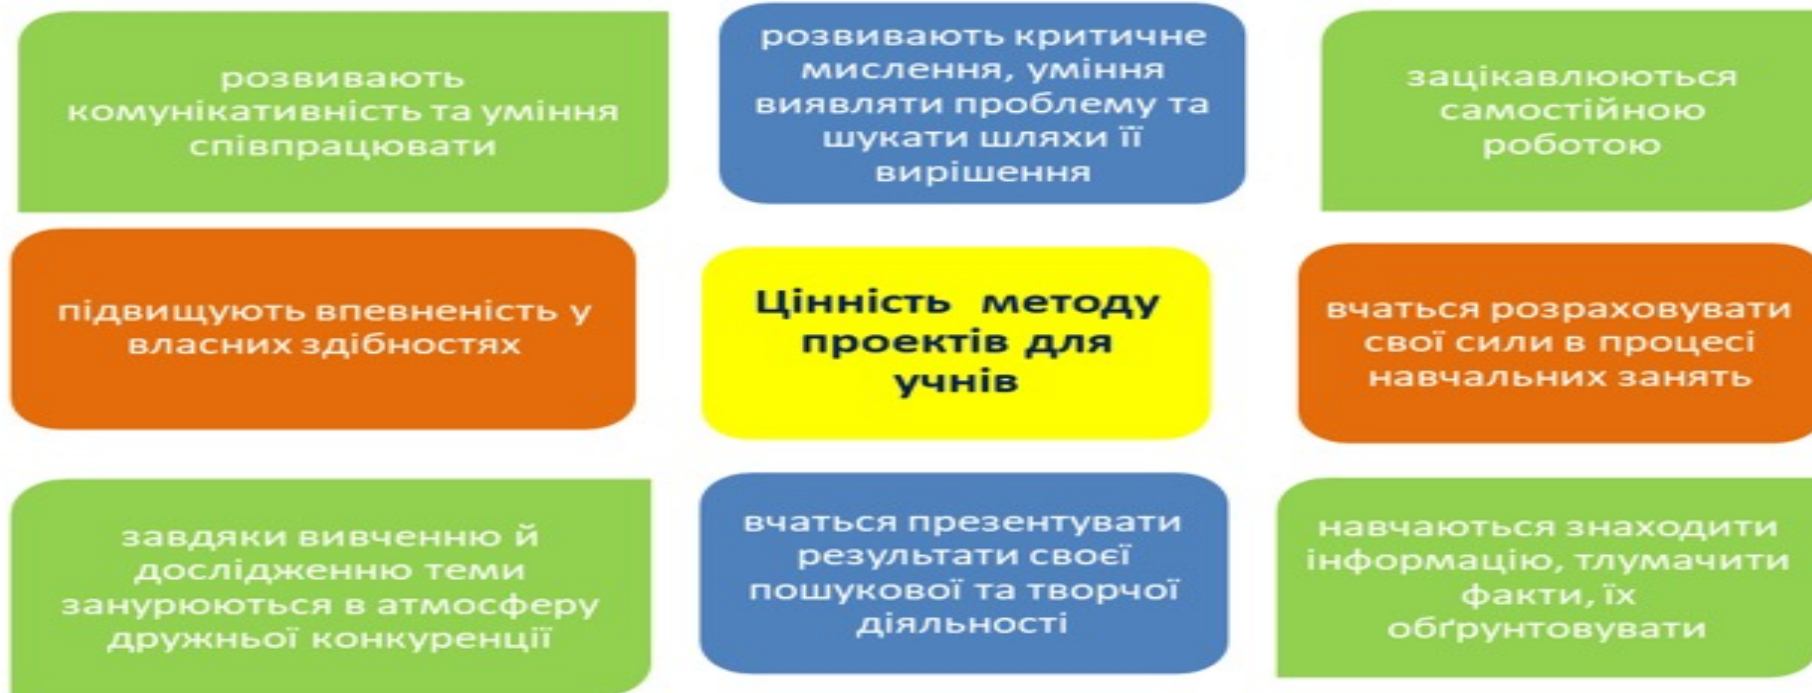 розвивають
комунікативність та уміння
співпрацювати
розвивають критичне
мислення, уміння
виявляти проблему та
шукати шляхи її
вирішення
зацікавлюються
самостійною
роботою
підвищують впевненість у
власних здібностях
Цінність методу
проектів для
учнів
вчаться розраховувати
свої сили в процесі
навчальних занять
завдяки вивченню й
дослідженню теми
занурюються в атмосферу
дружньої конкуренції
вчаться презентувати
результати своєї
пошукової та творчої
діяльності
навчаються знаходити
інформацію, тлумачити
факти, їх
обґрунтовувати